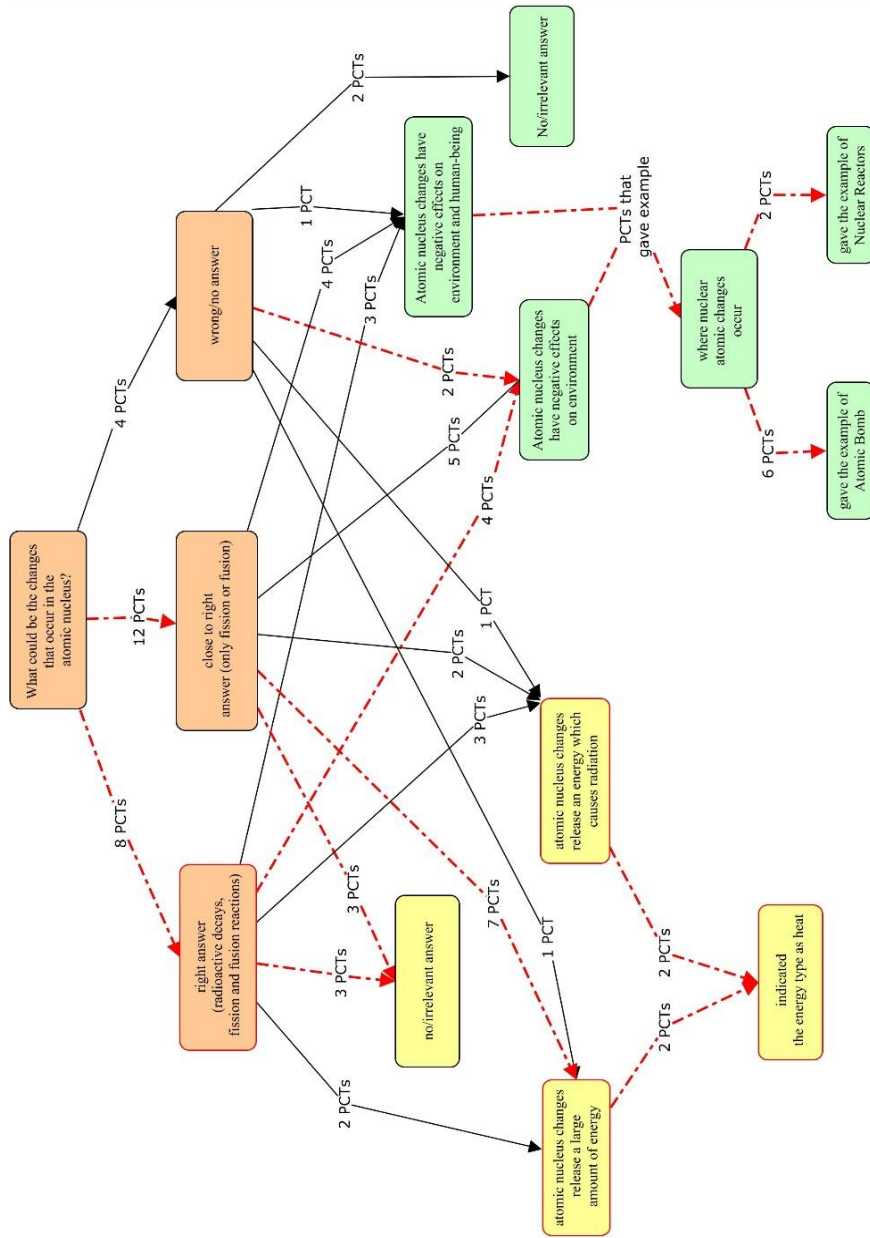 What could be the changes
that occur in the
atomic nucleus?
8 PCTs
12 PCTs
4 PCTs
right answer
(radioactive decays,
fission and fusion reactions)
close to right
answer (only fission or fusion)
wrong/no answer
2 PCTs
3 PCTs
3 PCTs
7 PCTs
3 PCTs
2 PCTs
1 PCT
1 PCT
4 PCTs
5 PCTs
2 PCTs
3 PCTs
4 PCTs
1 PCT
2 PCTs
no/irrelevant answer
Atomic nucleus changes have
negative effects on
environment and human-being
No/irrelevant answer
atomic nucleus changes
release a large
amount of energy
atomic nucleus changes
release an energy which
causes radiation
Atomic nucleus changes
have negative effects
on environment
PCTs that
gave example
2 PCTs
2 PCTs
indicated
the energy type as heat
where nuclear
atomic changes
occur
6 PCTs
2 PCTs
gave the example of
Atomic Bomb
gave the example of
Nuclear Reactors